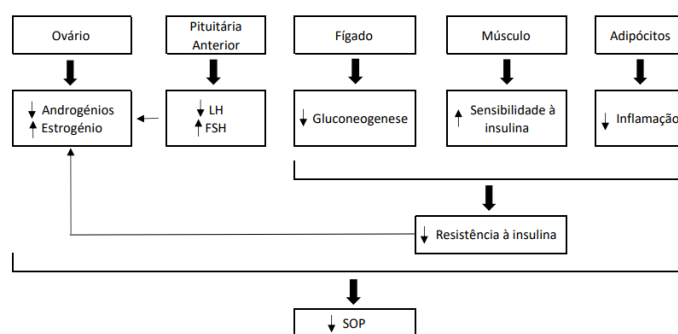 Ovário
Pituitária
Anterior
Fígado
Músculo
Adipócitos
Androgénios
Estrogénio
LH
FSH
Gluconeogenese
Sensibilidade à
insulina
Inflamação
Resistência à insulina
SOP